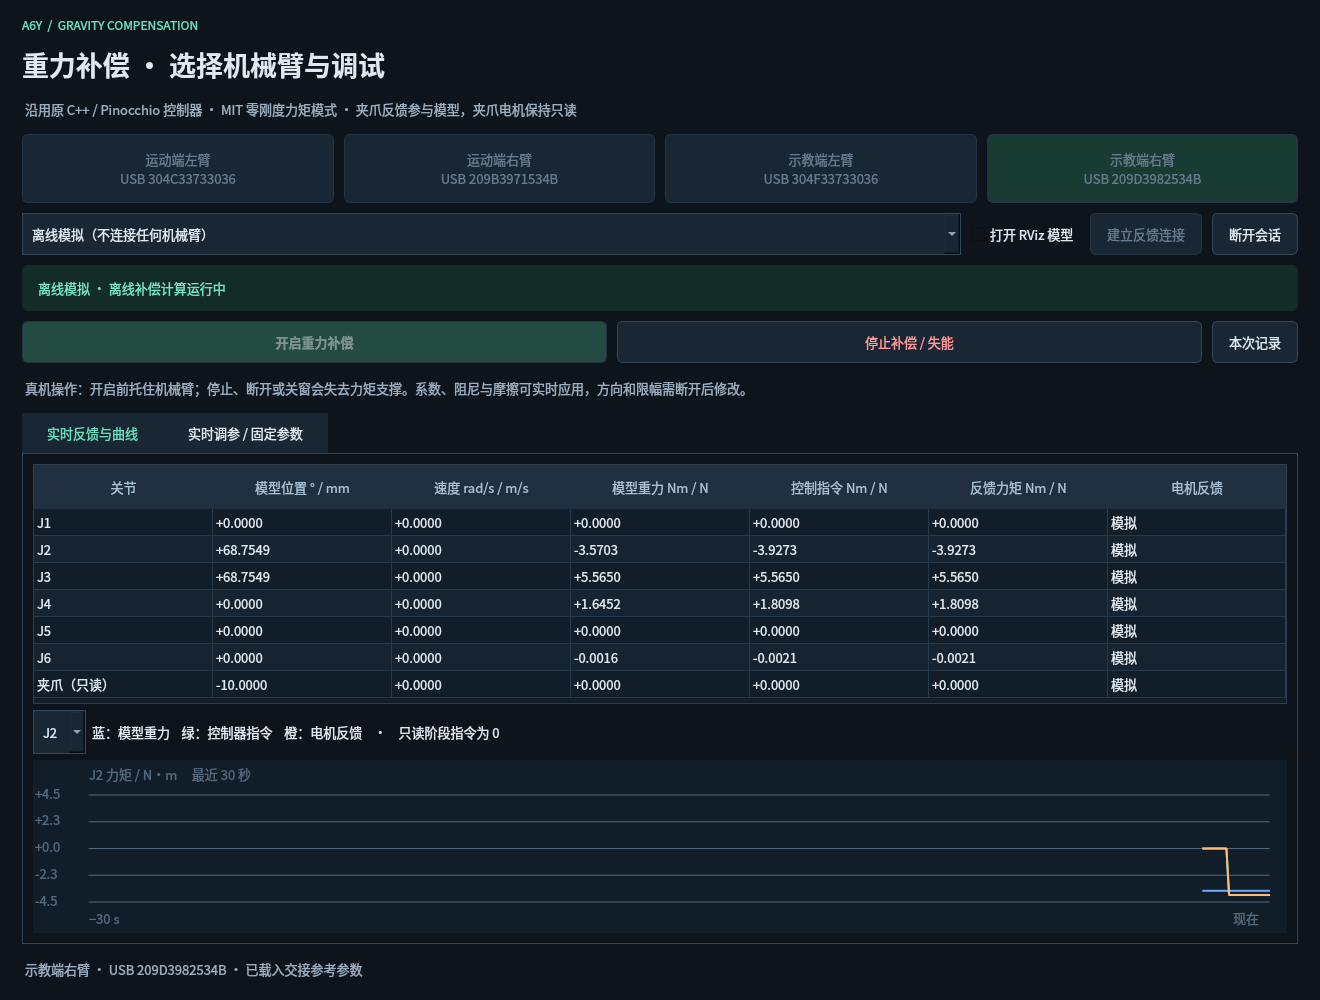 A6Y / GRAVITY COMPENSATION
重力补偿 · 选择机械臂与调试
沿用原 C++ / Pinocchio 控制器 · MIT 零刚度力矩模式 · 夹爪反馈参与模型，夹爪电机保持只读
运动端左臂
USB 304C33733036
运动端右臂
USB 209B3971534B
示教端左臂
USB 304F33733036
示教端右臂
USB 209D3982534B
离线模拟（不连接任何机械臂）
打开 RViz 模型
建立反馈连接
断开会话
离线模拟 · 离线补偿计算运行中
开启重力补偿
停止补偿 / 失能
本次记录
真机操作：开启前托住机械臂；停止、断开或关窗会失去力矩支撑。系数、阻尼与摩擦可实时应用，方向和限幅需断开后修改。
实时反馈与曲线 实时调参 / 固定参数
关节 模型位置 ° / mm 速度 rad/s / m/s 模型重力 Nm / N 控制指令 Nm / N 反馈力矩 Nm / N 电机反馈
J1 +0.0000 +0.0000 +0.0000 +0.0000 +0.0000 模拟
J2 +68.7549 +0.0000 -3.5703 -3.9273 -3.9273 模拟
J3 +68.7549 +0.0000 +5.5650 +5.5650 +5.5650 模拟
J4 +0.0000 +0.0000 +1.6452 +1.8098 +1.8098 模拟
J5 +0.0000 +0.0000 +0.0000 +0.0000 +0.0000 模拟
J6 +0.0000 +0.0000 -0.0016 -0.0021 -0.0021 模拟
夹爪（只读） -10.0000 +0.0000 +0.0000 +0.0000 +0.0000 模拟
J2 蓝：模型重力 绿：控制器指令 橙：电机反馈 · 只读阶段指令为 0
J2 力矩 / N·m 最近 30 秒
+4.5
+2.3
+0.0
-2.3
-4.5
−30 s 现在
示教端右臂 · USB 209D3982534B · 已载入交接参考参数